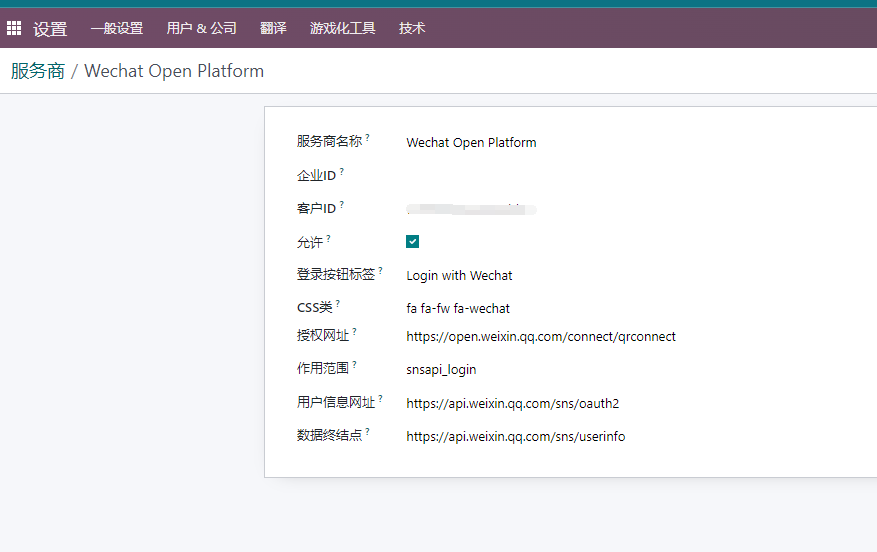 设置 一般设置 用户 & 公司 翻译 游戏化工具 技术
服务商 / Wechat Open Platform
服务商名称 ? Wechat Open Platform
企业ID ?
客户ID ?
允许 ?
登录按钮标签 ? Login with Wechat
CSS类 ? fa fa-fw fa-wechat
授权网址 ? https://open.weixin.qq.com/connect/qrconnect
作用范围 ? snsapi_login
用户信息网址 ? https://api.weixin.qq.com/sns/oauth2
数据终结点 ? https://api.weixin.qq.com/sns/userinfo